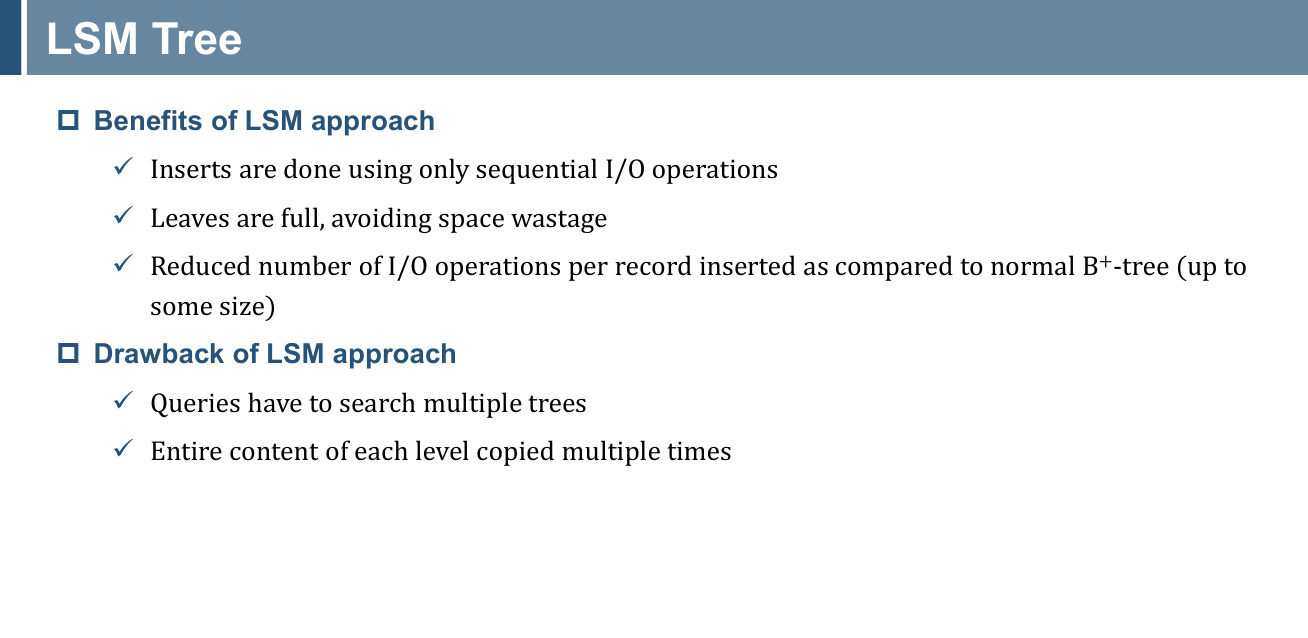 LSM Tree
Benefits of LSM approach
Inserts are done using only sequential I/O operations
Leaves are full, avoiding space wastage
Reduced number of I/O operations per record inserted as compared to normal B⁺-tree (up to
some size)
Drawback of LSM approach
Queries have to search multiple trees
Entire content of each level copied multiple times